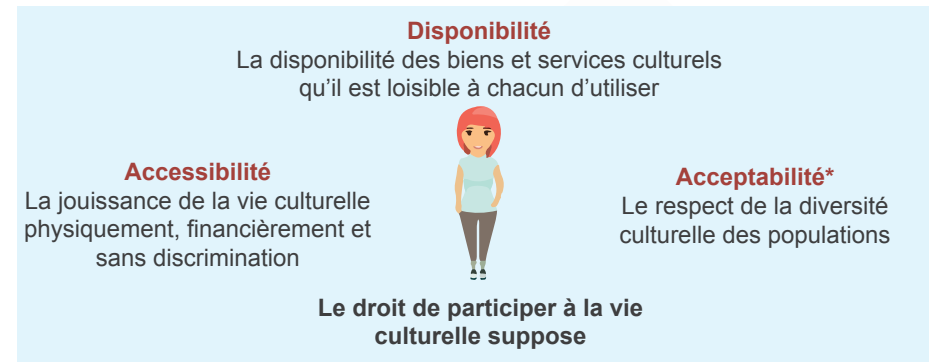 Disponibilité
La disponibilité des biens et services culturels
qu’il est loisible à chacun d’utiliser
Accessibilité
La jouissance de la vie culturelle
physiquement, financièrement et
sans discrimination
Acceptabilité*
Le respect de la diversité
culturelle des populations
Le droit de participer à la vie
culturelle suppose